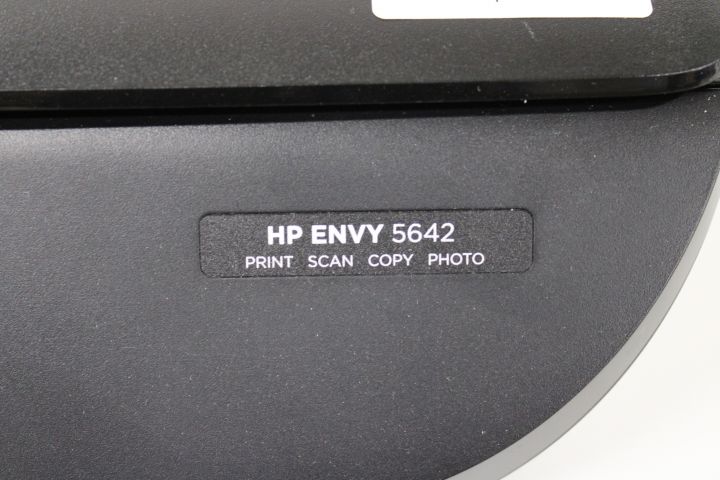 HP ENVY 5642
PRINT SCAN COPY PHOTO